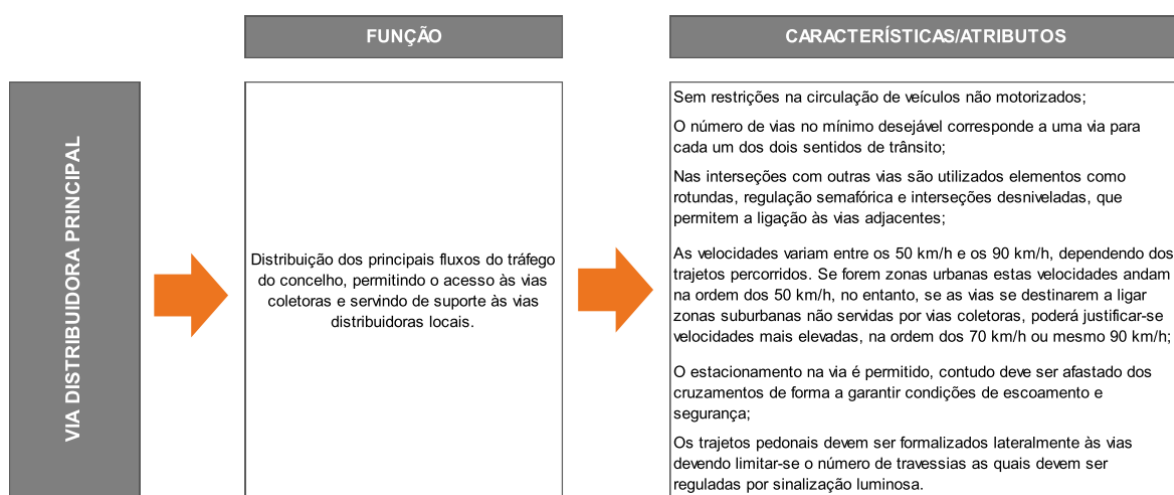 FUNÇÃO
CARACTERÍSTICAS/ATRIBUTOS
VIA DISTRIBUIDORA PRINCIPAL
Distribuição dos principais fluxos do tráfego
do concelho, permitindo o acesso às vias
coletoras e servindo de suporte às vias
distribuidoras locais.
Sem restrições na circulação de veículos não motorizados;
O número de vias no mínimo desejável corresponde a uma via para
cada um dos dois sentidos de trânsito;
Nas interseções com outras vias são utilizados elementos como
rotundas, regulação semafórica e interseções desniveladas, que
permitem a ligação às vias adjacentes;
As velocidades variam entre os 50 km/h e os 90 km/h, dependendo dos
trajetos percorridos. Se forem zonas urbanas estas velocidades andam
na ordem dos 50 km/h, no entanto, se as vias se destinarem a ligar
zonas suburbanas não servidas por vias coletoras, poderá justificar-se
velocidades mais elevadas, na ordem dos 70 km/h ou mesmo 90 km/h;
O estacionamento na via é permitido, contudo deve ser afastado dos
cruzamentos de forma a garantir condições de escoamento e
segurança;
Os trajetos pedonais devem ser formalizados lateralmente às vias
devendo limitar-se o número de travessias as quais devem ser
reguladas por sinalização luminosa.